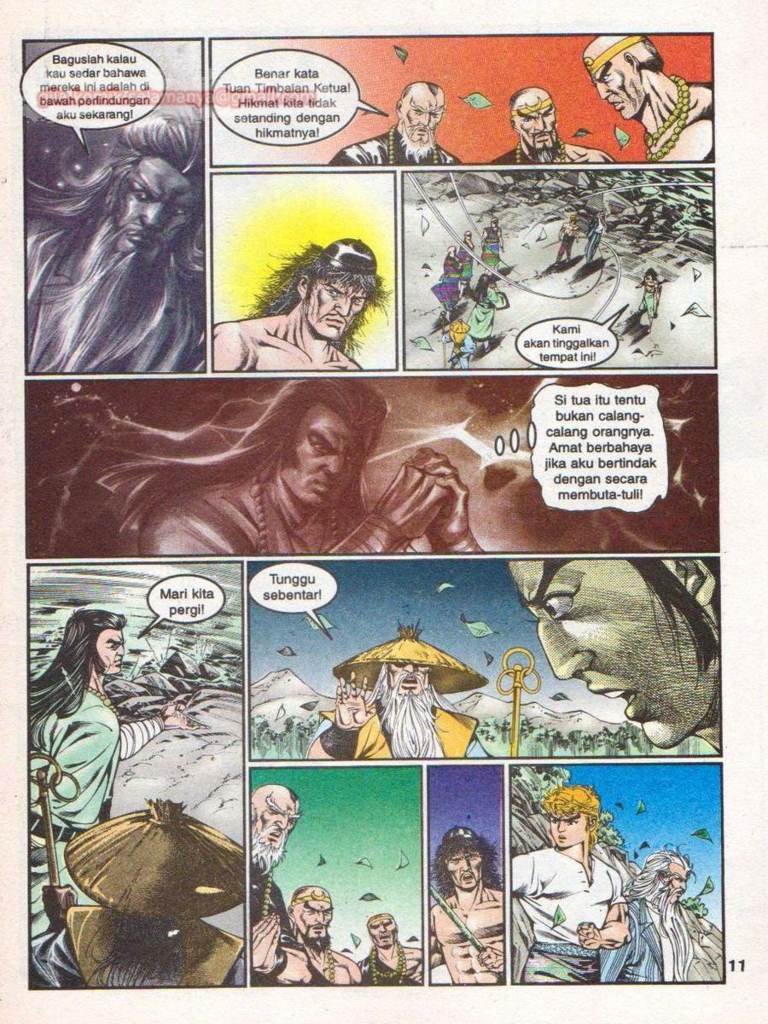 Baguslah kalau
kau sedar bahawa
mereka ini adalah di
bawah perlindungan
aku sekarang!
Benar kata
Tuan Timbalan Ketua!
Hikmat kita tidak
setanding dengan
hikmatnya!
Kami
akan tinggalkan
tempat ini!
Si tua itu tentu
bukan calang-
calang orangnya.
Amat berbahaya
jika aku bertindak
dengan secara
membuta-tuli!
Mari kita
pergi!
Tunggu
sebentar!
11